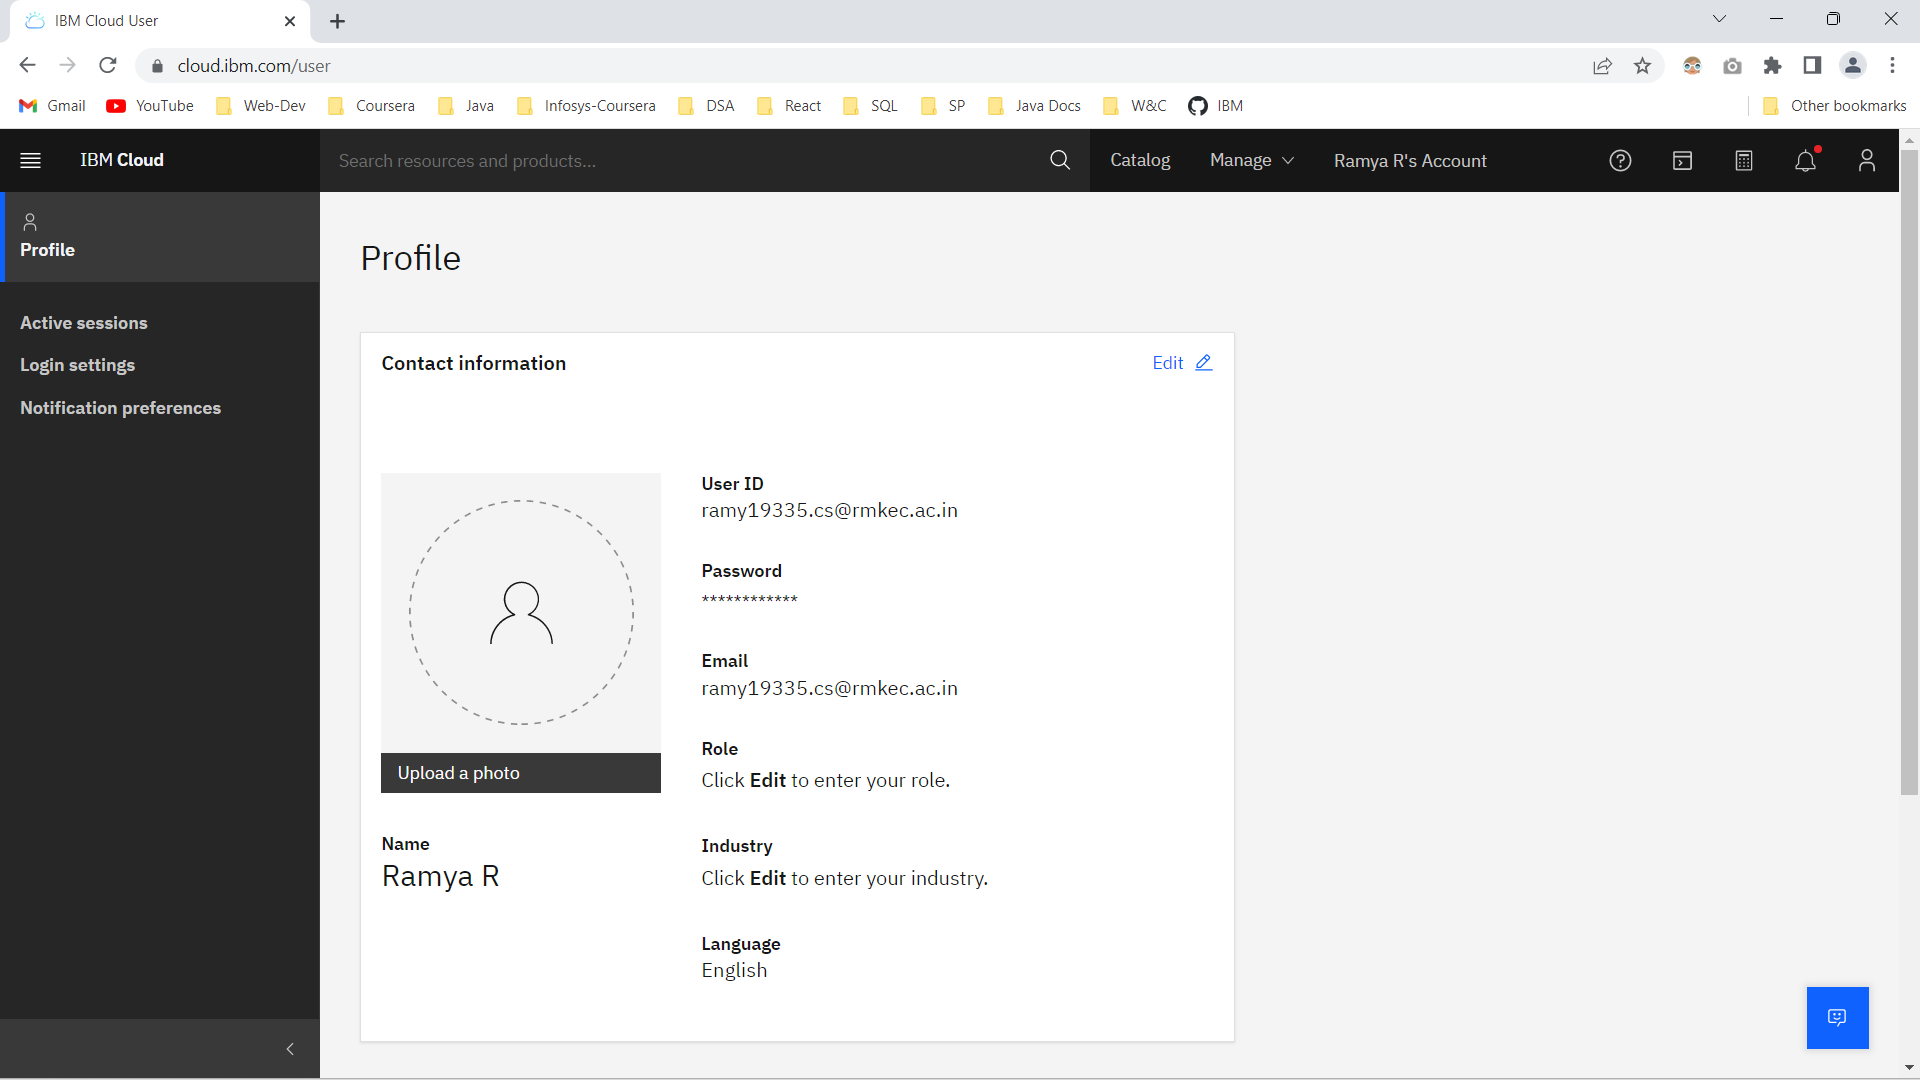 IBM Cloud User
cloud.ibm.com/user
Gmail YouTube Web-Dev Coursera Java Infosys-Coursera DSA React SQL SP Java Docs W&C IBM Other bookmarks
IBM Cloud Search resources and products... Catalog Manage Ramya R's Account
Profile
Active sessions
Login settings
Notification preferences
Profile
Contact information Edit
Upload a photo
Name
Ramya R
User ID
ramy19335.cs@rmkec.ac.in
Password
************
Email
ramy19335.cs@rmkec.ac.in
Role
Click Edit to enter your role.
Industry
Click Edit to enter your industry.
Language
English